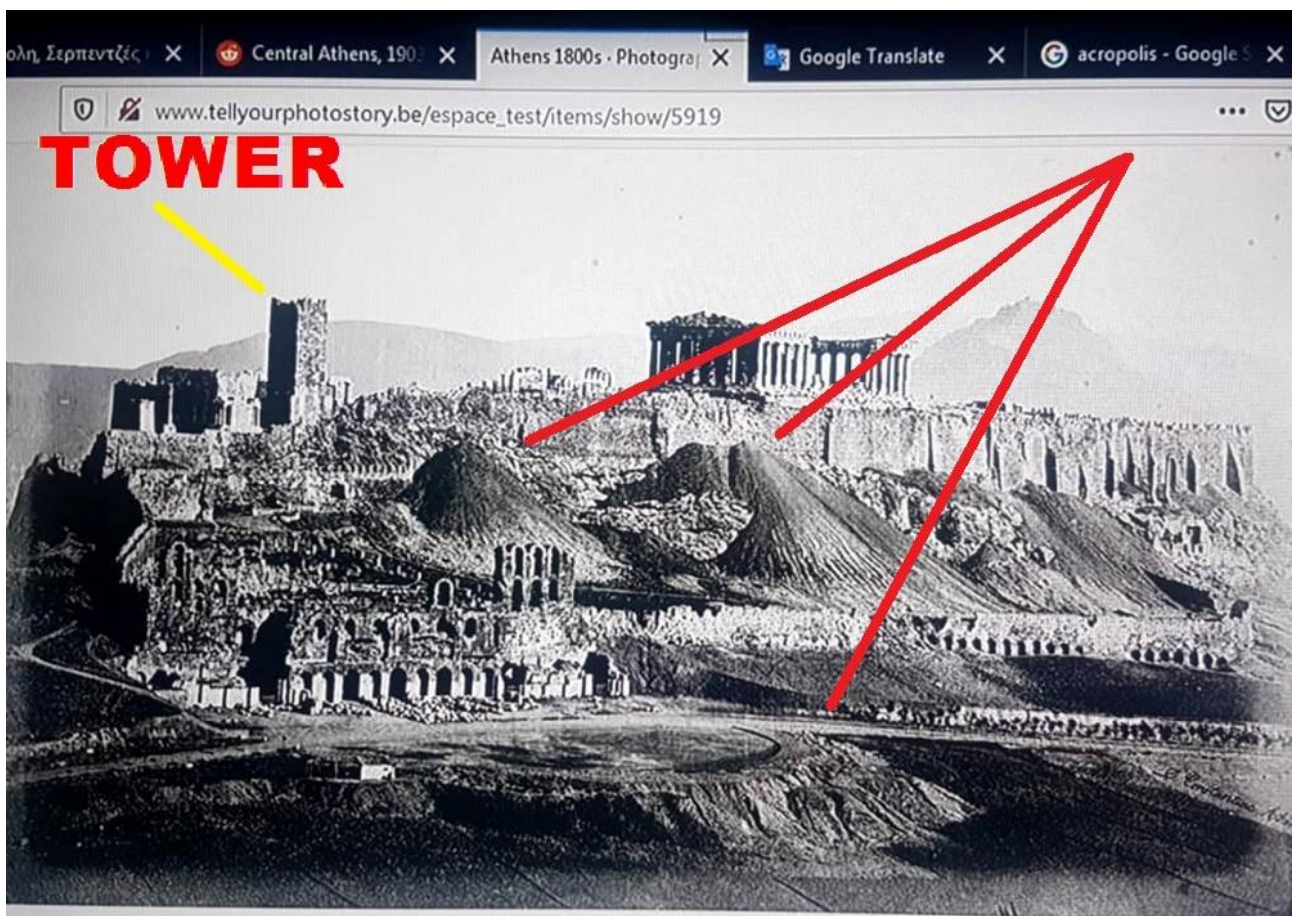 ολη, Σερπεντζές
Central Athens, 190
Athens 1800s · Photograp
Google Translate
acropolis - Google S
www.tellyourphotostory.be/espace_test/items/show/5919
TOWER